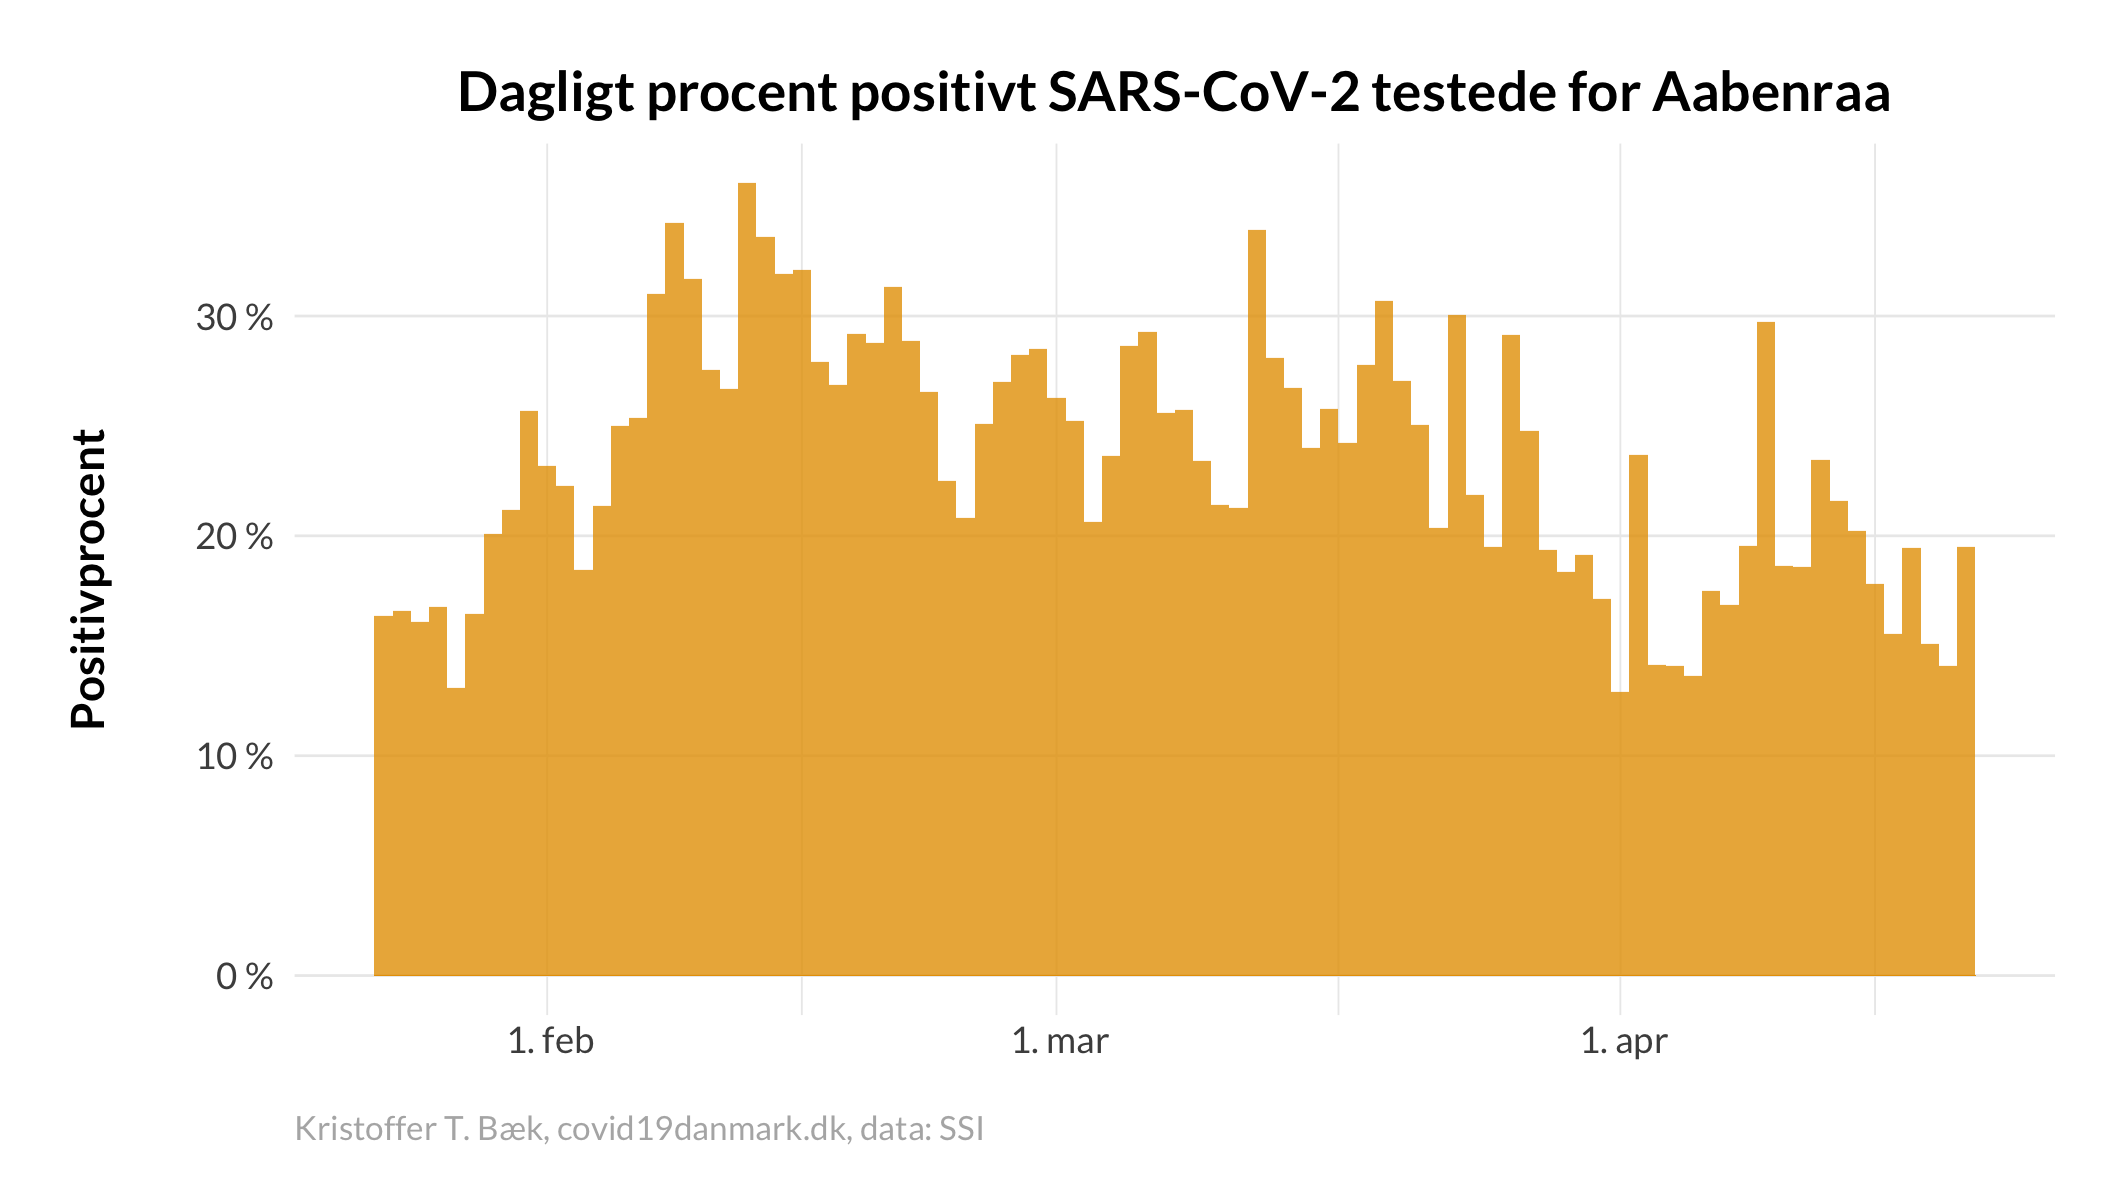 Dagligt procent positivt SARS-CoV-2 testede for Aabenraa
Positivprocent
30 %
20 %
10 %
0 %
1. feb
1. mar
1. apr
Kristoffer T. Bæk, covid19danmark.dk, data: SSI